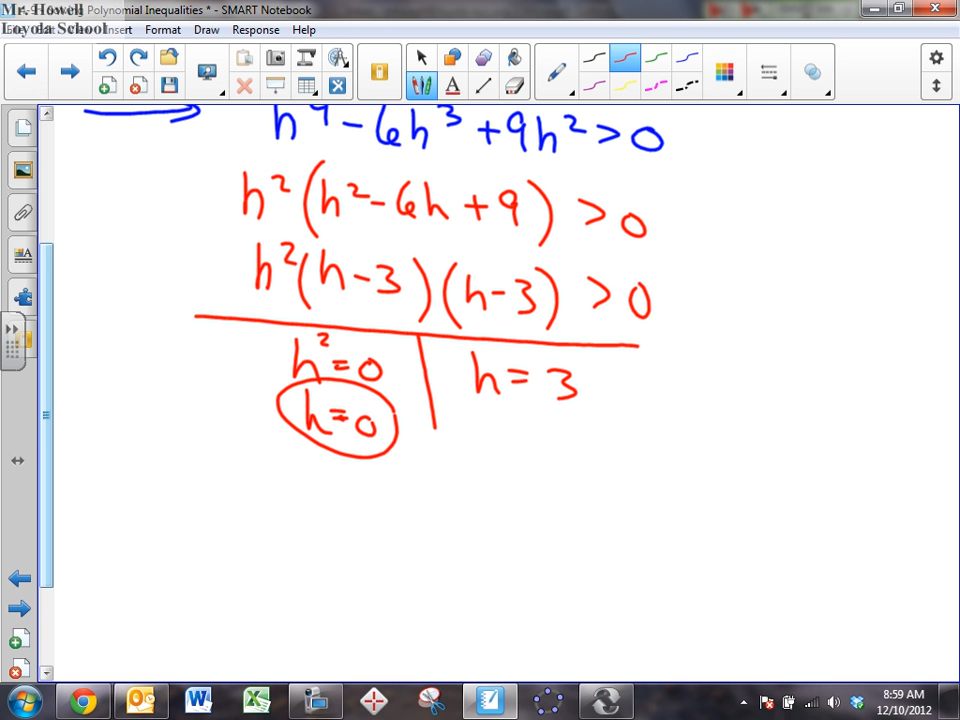 Mr. Howell
Loyola School
Polynomial Inequalities * - SMART Notebook
Insert Format Draw Response Help
h⁴ - 6h³ + 9h² > 0
h² (h² - 6h + 9) > 0
h² (h - 3) (h - 3) > 0
h² = 0
h = 3
h = 0
8:59 AM
12/10/2012